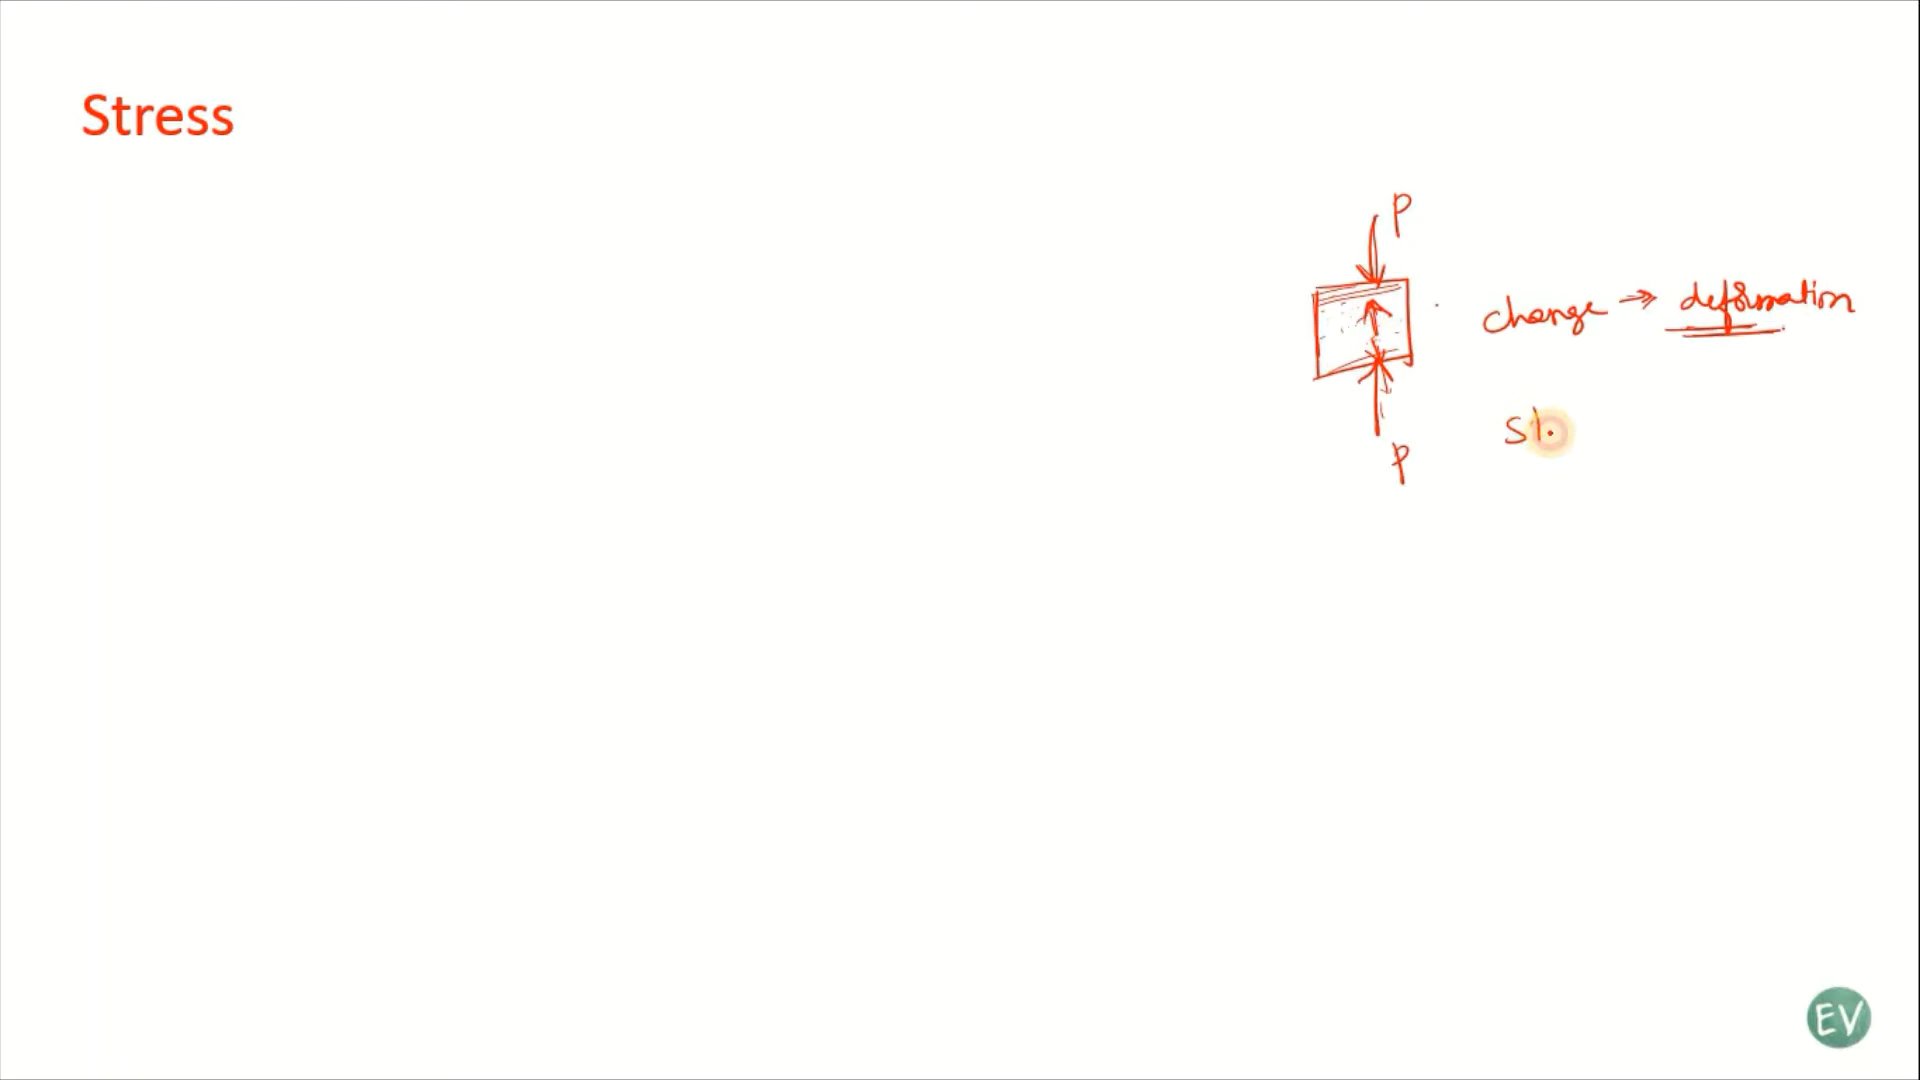 Stress
P
change → deformation
P
EV